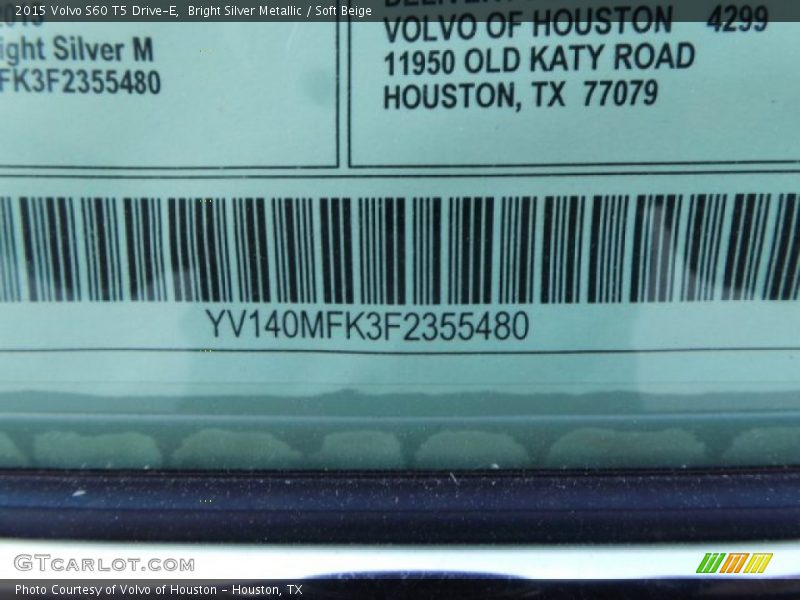 2015 Volvo S60 T5 Drive-E, Bright Silver Metallic / Soft Beige
ight Silver M
FK3F2355480
VOLVO OF HOUSTON 4299
11950 OLD KATY ROAD
HOUSTON, TX 77079
YV140MFK3F2355480
GTCARLOT.COM
Photo Courtesy of Volvo of Houston - Houston, TX